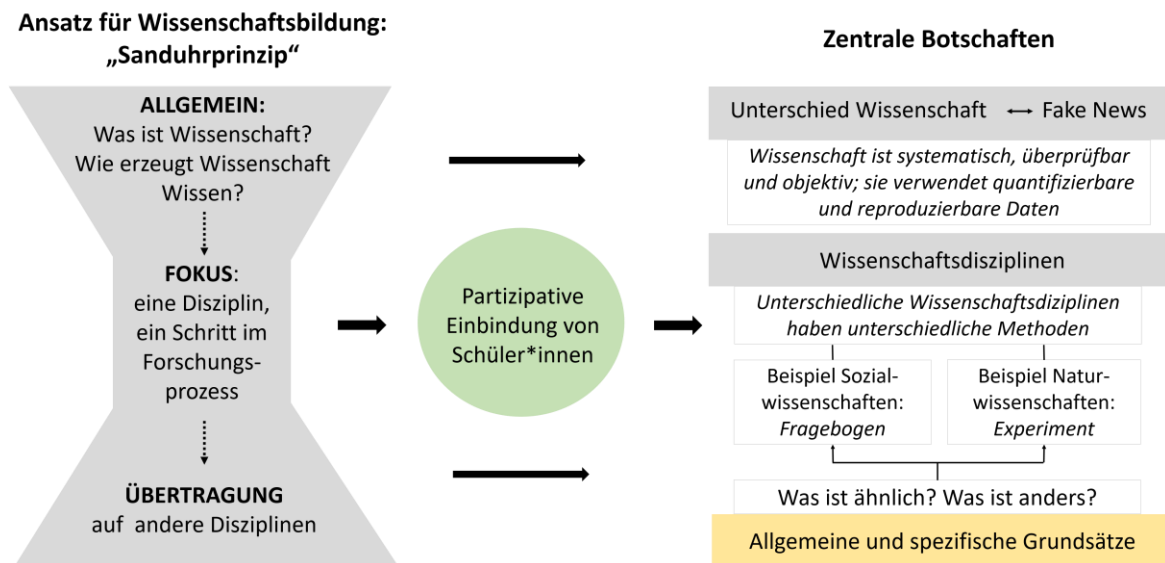 Ansatz für Wissenschaftsbildung:
„Sanduhrprinzip“
ALLGEMEIN:
Was ist Wissenschaft?
Wie erzeugt Wissenschaft
Wissen?
FOKUS:
eine Disziplin,
ein Schritt im
Forschungs-
prozess
ÜBERTRAGUNG
auf andere Disziplinen
Partizipative
Einbindung von
Schüler*innen
Zentrale Botschaften
Unterschied Wissenschaft ↔ Fake News
Wissenschaft ist systematisch, überprüfbar
und objektiv; sie verwendet quantifizierbare
und reproduzierbare Daten
Wissenschaftsdisziplinen
Unterschiedliche Wissenschaftsdiziplinen
haben unterschiedliche Methoden
Beispiel Sozial-
wissenschaften:
Fragebogen
Beispiel Natur-
wissenschaften:
Experiment
Was ist ähnlich? Was ist anders?
Allgemeine und spezifische Grundsätze